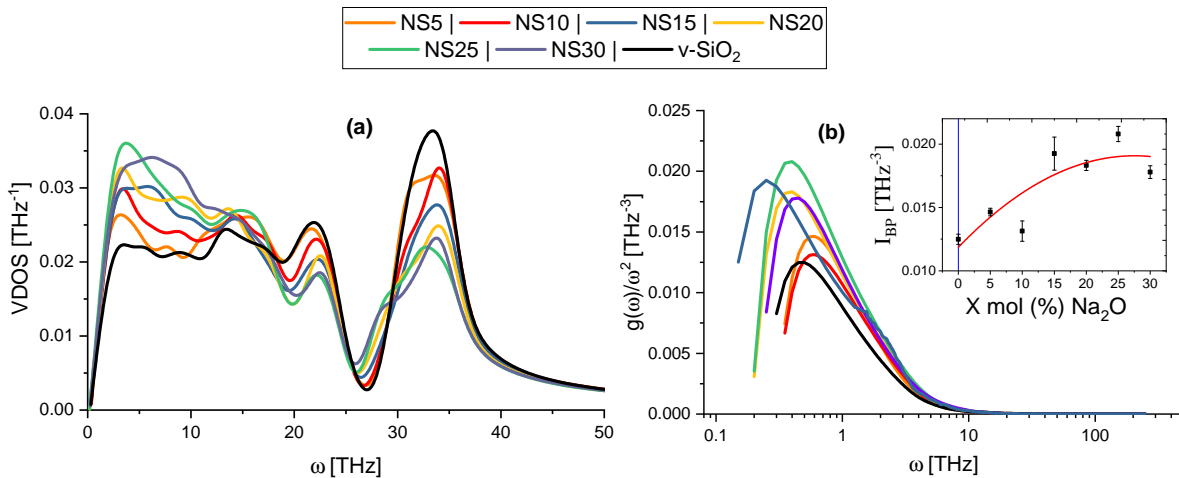 NS5 | NS10 | NS15 | NS20
NS25 | NS30 | v-SiO₂
(a)
VDOS [THz⁻¹]
0.04
0.03
0.02
0.01
0.00
0 10 20 30 40 50
ω [THz]
(b)
g(ω)/ω² [THz⁻³]
0.025
0.020
0.015
0.010
0.005
0.000
0.1 1 10 100
ω [THz]
I_BP [THz⁻³]
0.020
0.015
0.010
0 5 10 15 20 25 30
X mol (%) Na₂O